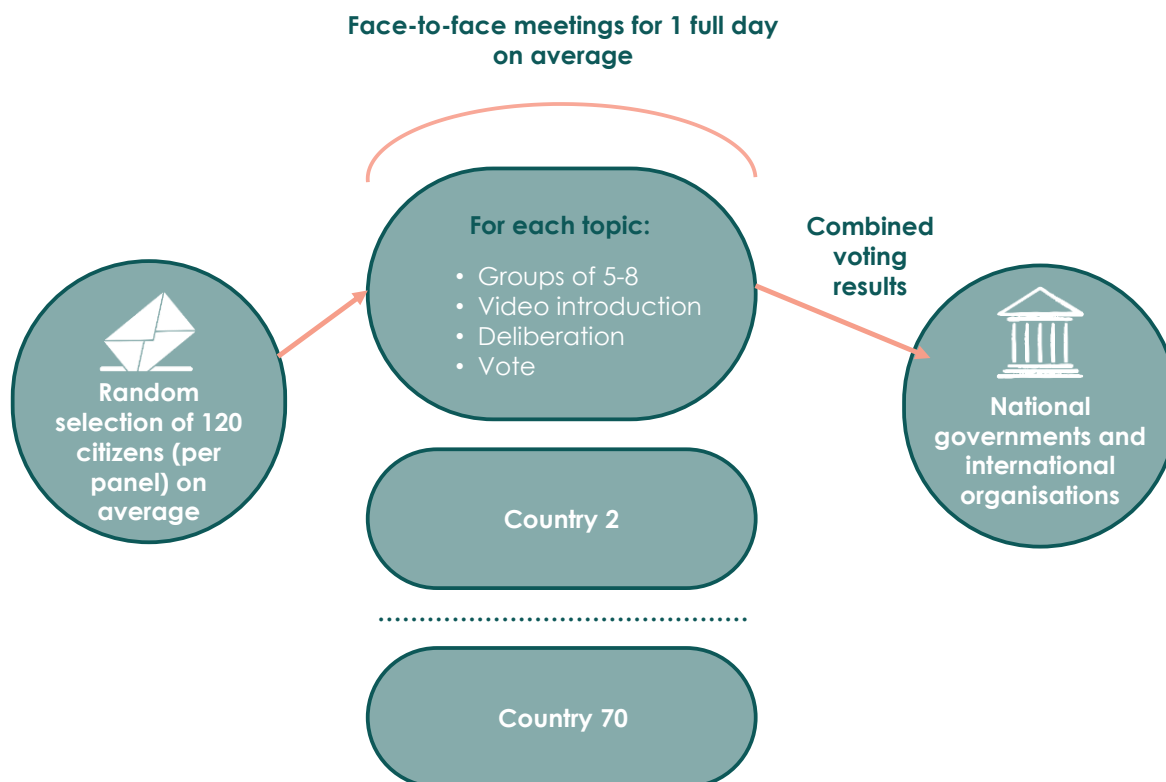 Face-to-face meetings for 1 full day
on average
For each topic:
• Groups of 5-8
• Video introduction
• Deliberation
• Vote
Combined
voting
results
Random
selection of 120
citizens (per
panel) on
average
National
governments and
international
organisations
Country 2
Country 70